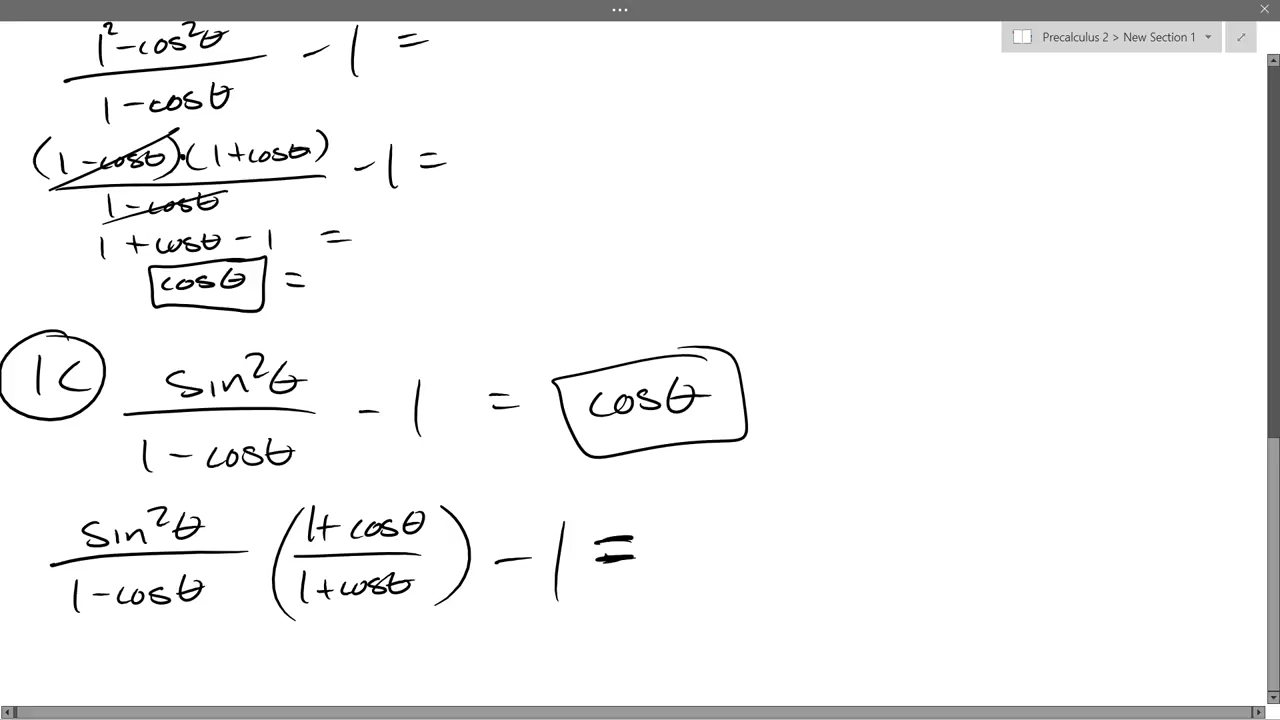 Precalculus 2 > New Section 1
1² - cos²θ
――― - 1 =
1 - cosθ
(1 - cosθ)·(1 + cosθ)
――― - 1 =
1 - cosθ
1 + cosθ - 1 =
cosθ =
1c sin²θ
――― - 1 = cosθ
1 - cosθ
sin²θ (1 + cosθ)
――― ――― - 1 =
1 - cosθ (1 + cosθ)